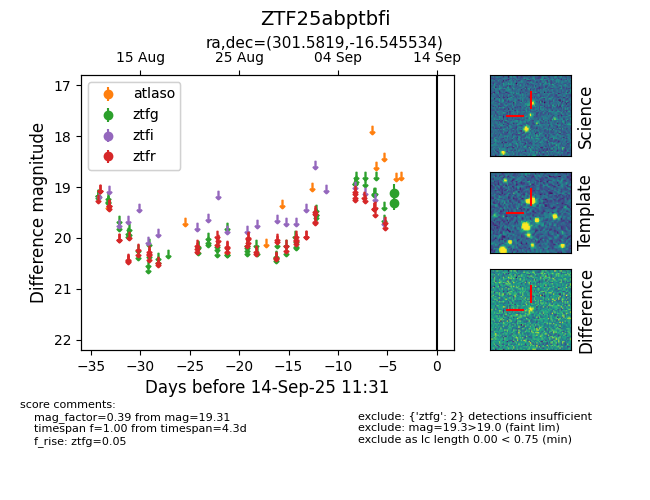 ZTF25abptbfi
ra,dec=(301.5819,-16.545534)
15 Aug
25 Aug
04 Sep
14 Sep
atlaso
ztfg
ztfi
ztfr
17
18
19
20
21
22
Difference magnitude
−35
−30
−25
−20
−15
−10
−5
0
Days before 14-Sep-25 11:31
Science
Template
Difference
score comments:
mag_factor=0.39 from mag=19.31
timespan f=1.00 from timespan=4.3d
f_rise: ztfg=0.05
exclude: {'ztfg': 2} detections insufficient
exclude: mag=19.3>19.0 (faint lim)
exclude as lc length 0.00 < 0.75 (min)